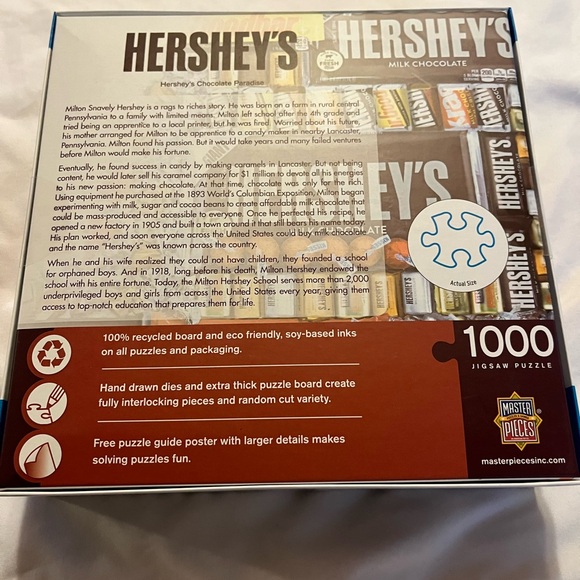 HERSHEY'S
Hershey's Chocolate Paradise
HERSHEY'S
MILK CHOCOLATE
Milton Snavely Hershey is a rags to riches story. He was born on a farm in rural central
Pennsylvania to a family with limited means, Milton left school after the 4th grade and
tried being an apprentice to a local printer, but he was fired. Worried about his future,
his mother arranged for Milton to be apprentice to a candy maker in nearby Lancaster,
Pennsylvania. Milton found his passion. But it would take years and many failed ventures
before Milton would make his fortune.
Eventually, he found success in candy by making caramels in Lancaster. But not being
content, he would later sell his caramel company for $1 million to devote all his energies
to his new passion: making chocolate. At that time, chocolate was only for the rich.
Using equipment he purchased at the 1893 World's Columbian Exposition, Milton began
experimenting with milk, sugar and cocoa beans to create affordable milk chocolate that
could be mass-produced and accessible to everyone. Once he perfected his recipe, he
opened a new factory in 1905 and built a town around it that still bears his name today.
His plan worked, and soon everyone across the United States could buy milk chocolate
and the name "Hershey's" was known across the country.
When he and his wife realized they could not have children, they founded a school
for orphaned boys. And in 1918, long before his death, Milton Hershey endowed the
school with his entire fortune. Today, the Milton Hershey School serves more than 2,000
underprivileged boys and girls from across the United States every year, giving them
access to top-notch education that prepares them for life.
EY'S
HERSHEY'S
HERSHEY'S
Actual Size
100% recycled board and eco friendly, soy-based inks
on all puzzles and packaging.
Hand drawn dies and extra thick puzzle board create
fully interlocking pieces and random cut variety.
Free puzzle guide poster with larger details makes
solving puzzles fun.
1000
JIGSAW PUZZLE
MASTER
PIECES
masterpiecesinc.com